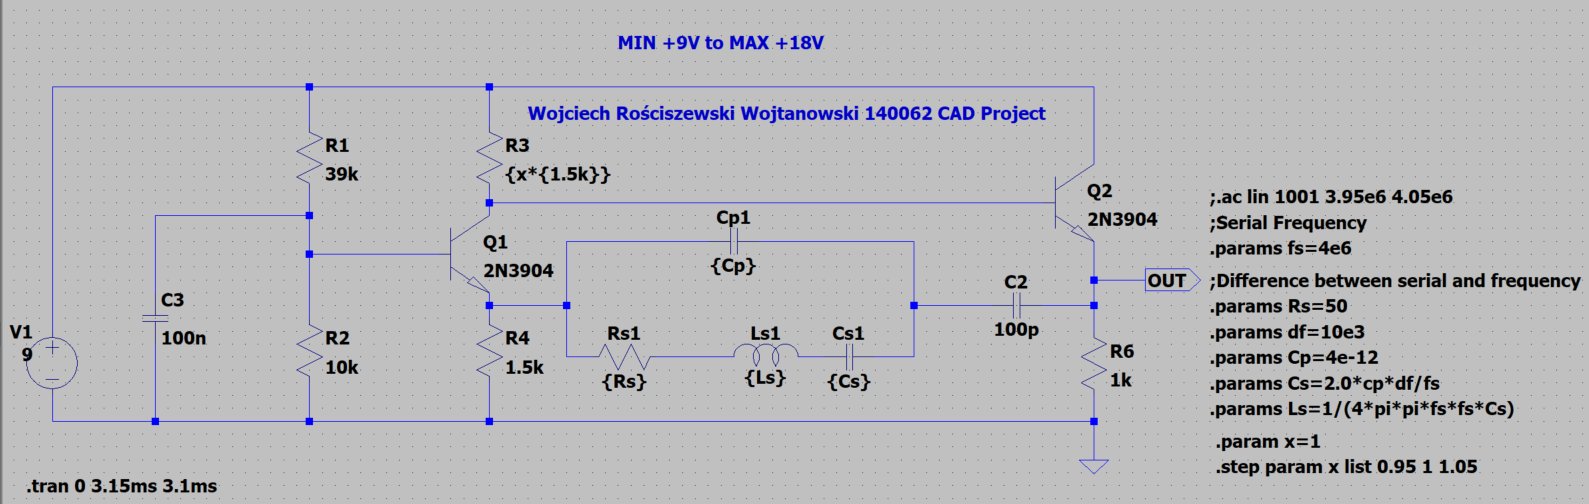 MIN +9V to MAX +18V
Wojciech Rościszewski Wojtanowski 140062 CAD Project
R1
39k
R3
{x*{1.5k}}
Q2
2N3904
Cp1
{Cp}
Q1
2N3904
C3
100n
V1
9
R2
10k
R4
1.5k
Rs1
{Rs}
Ls1
{Ls}
Cs1
{Cs}
C2
100p
OUT
R6
1k
;.ac lin 1001 3.95e6 4.05e6
;Serial Frequency
.params fs=4e6
;Difference between serial and frequency
.params Rs=50
.params df=10e3
.params Cp=4e-12
.params Cs=2.0*cp*df/fs
.params Ls=1/(4*pi*pi*fs*fs*Cs)
.param x=1
.step param x list 0.95 1 1.05
.tran 0 3.15ms 3.1ms